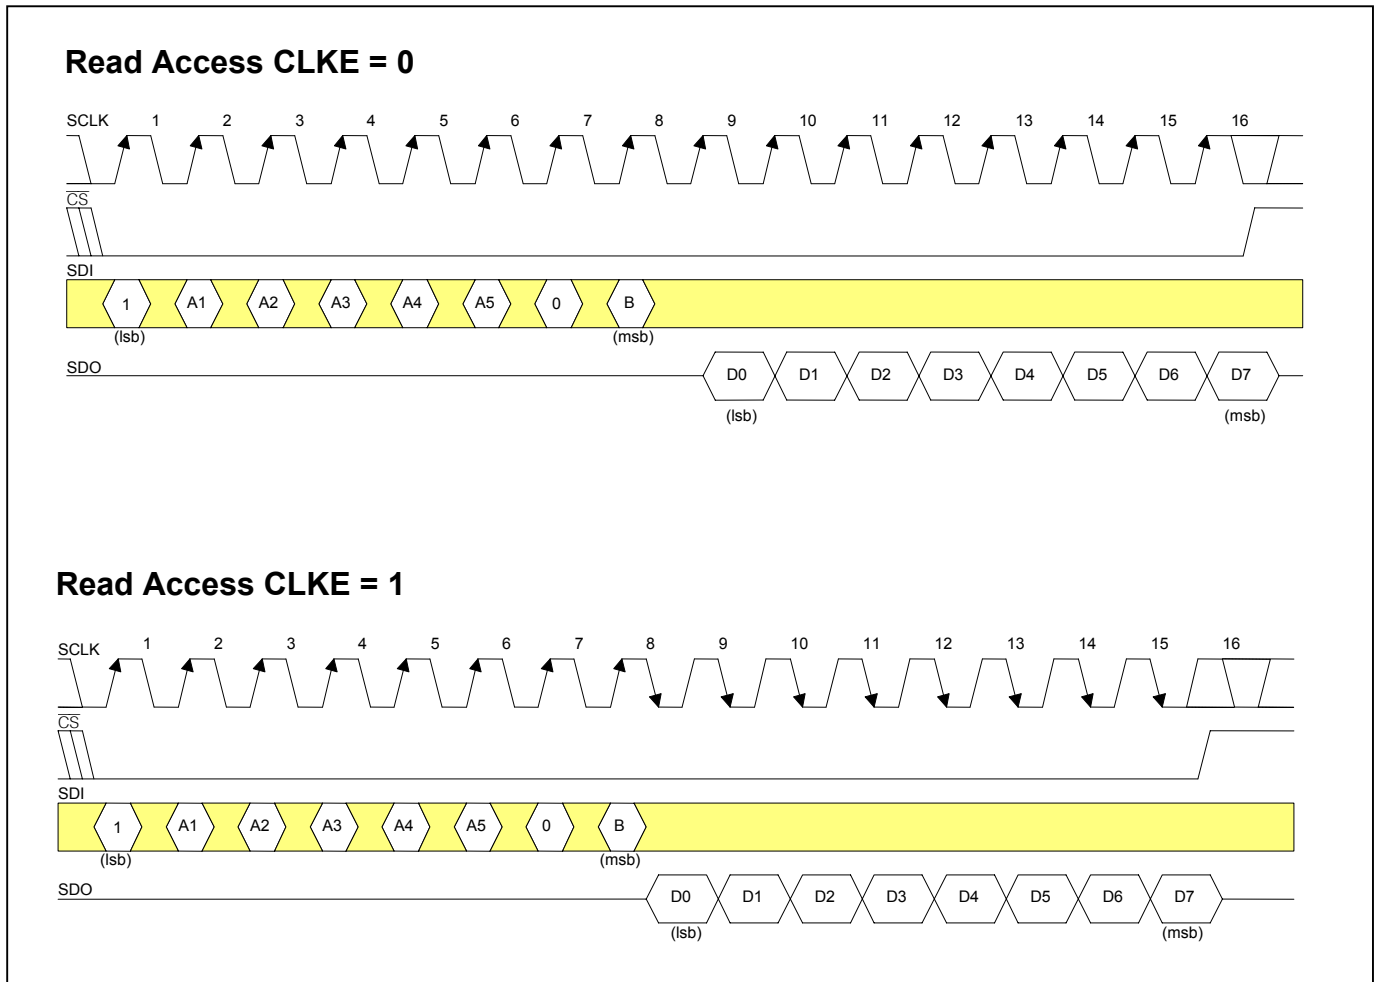 Read Access CLKE = 0
SCLK 1 2 3 4 5 6 7 8 9 10 11 12 13 14 15 16
CS
SDI
1 A1 A2 A3 A4 A5 0 B
(lsb) (msb)
SDO
D0 D1 D2 D3 D4 D5 D6 D7
(lsb) (msb)
Read Access CLKE = 1
SCLK 1 2 3 4 5 6 7 8 9 10 11 12 13 14 15 16
CS
SDI
1 A1 A2 A3 A4 A5 0 B
(lsb) (msb)
SDO
D0 D1 D2 D3 D4 D5 D6 D7
(lsb) (msb)